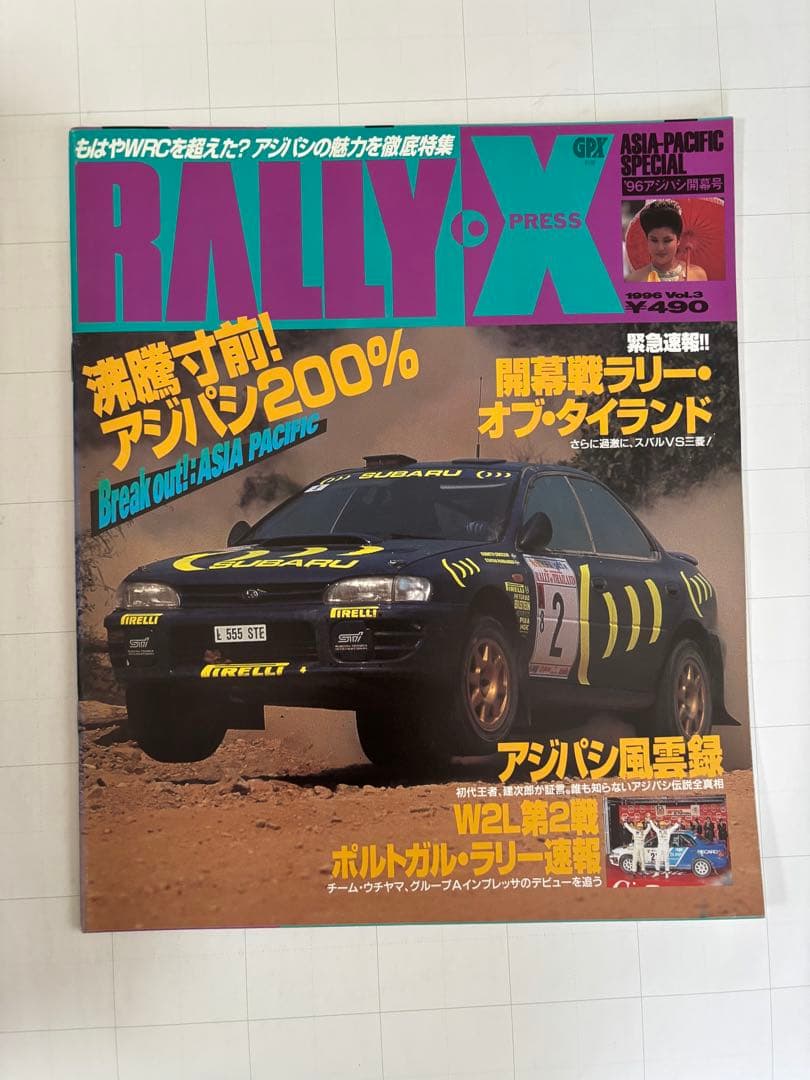 もはやWRCを超えた?アジパシの魅力を徹底特集
RALLY・X
PRESS
GPX
ASIA-PACIFIC
SPECIAL
'96アジパシ開幕号
1996 Vol.3
¥490
沸騰寸前!
アジパシ200%
Break out!:ASIA PACIFIC
緊急速報!!
開幕戦ラリー・
オブ・タイランド
さらに過激に、スバルVS三菱!
SUBARU
SUBARU
PIRELLI
PIRELLI
STi
STi
L 555 STE
PIRELLI
RALLY of THAILAND
2
PIAA
アジパシ風雲録
初代王者、建次郎が証言。誰も知らないアジパシ伝説全真相
W2L第2戦
ポルトガル・ラリー速報
チーム・ウチヤマ、グループAインプレッサのデビューを追う
RECARO